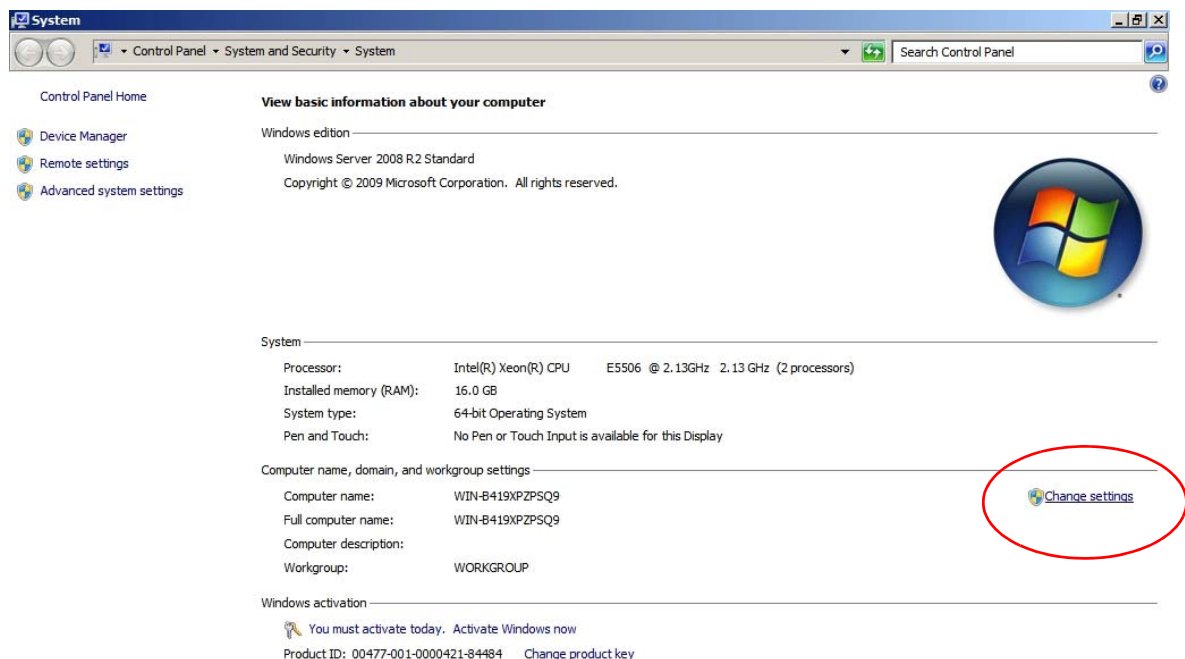 System
Control Panel System and Security System Search Control Panel
Control Panel Home
Device Manager
Remote settings
Advanced system settings
View basic information about your computer
Windows edition
Windows Server 2008 R2 Standard
Copyright © 2009 Microsoft Corporation. All rights reserved.
System
Processor: Intel(R) Xeon(R) CPU E5506 @ 2.13GHz 2.13 GHz (2 processors)
Installed memory (RAM): 16.0 GB
System type: 64-bit Operating System
Pen and Touch: No Pen or Touch Input is available for this Display
Computer name, domain, and workgroup settings
Computer name: WIN-B419XPZPSQ9 Change settings
Full computer name: WIN-B419XPZPSQ9
Computer description:
Workgroup: WORKGROUP
Windows activation
You must activate today. Activate Windows now
Product ID: 00477-001-0000421-84484 Change product key